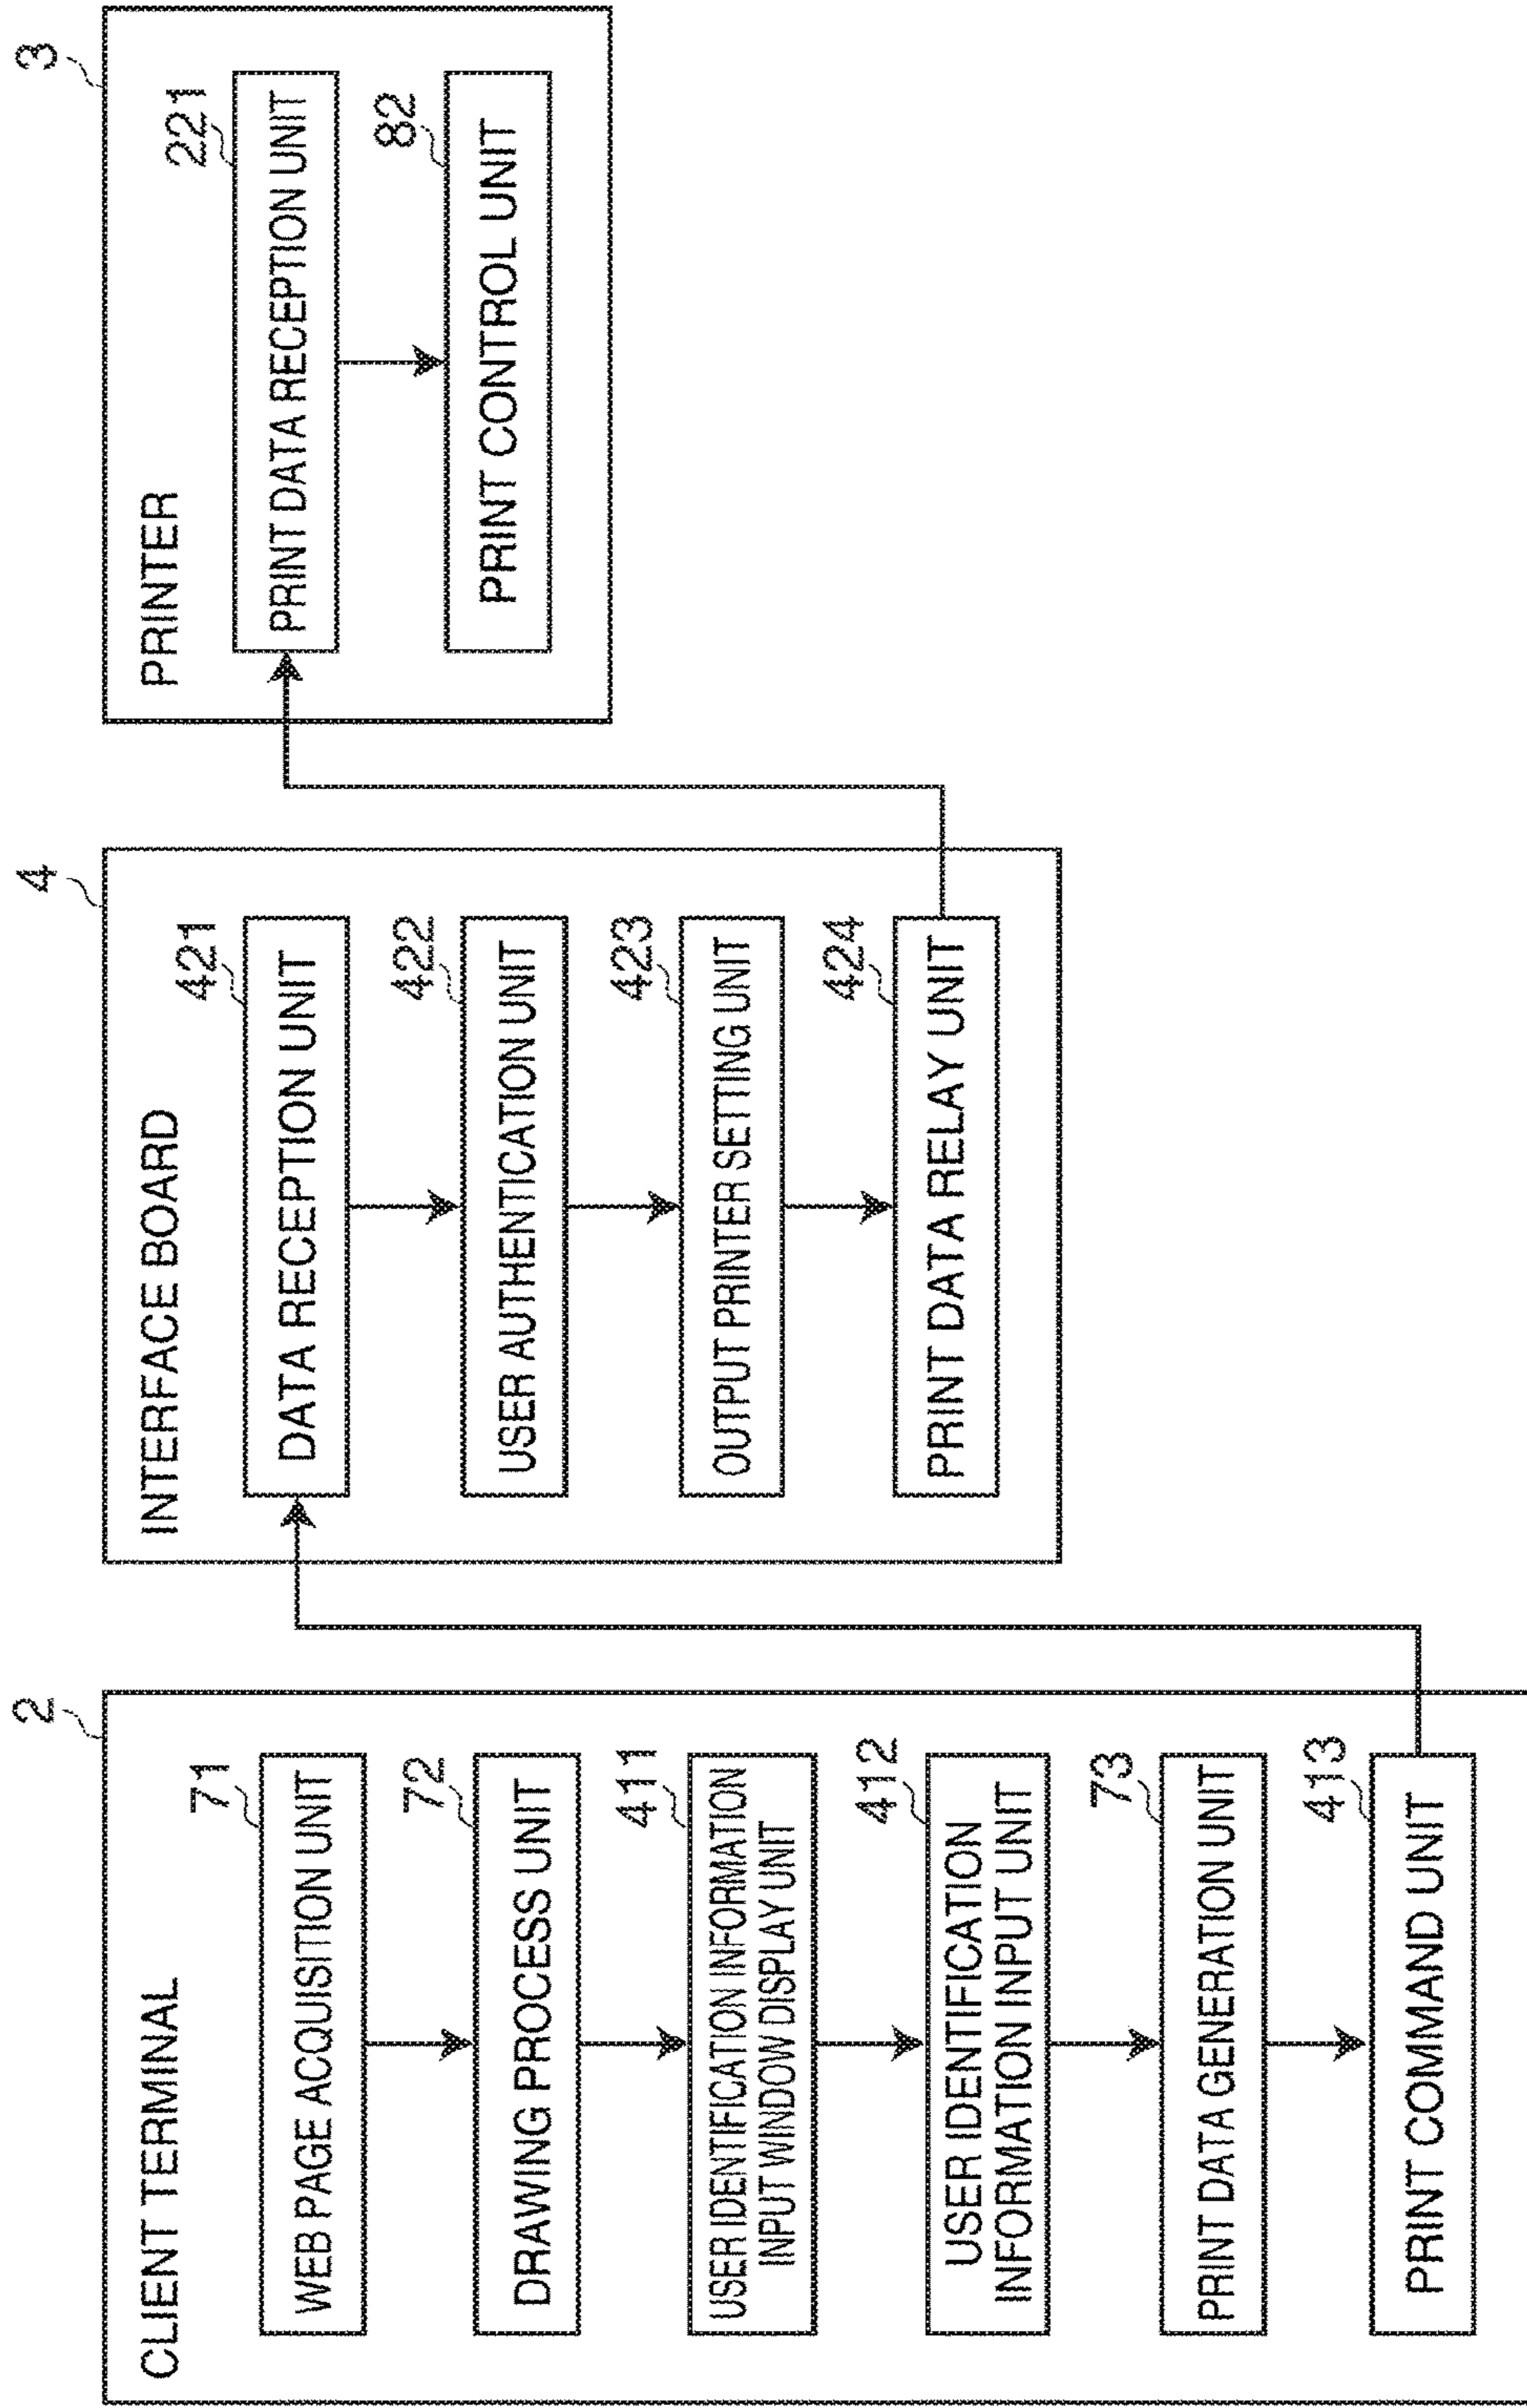 2
CLIENT TERMINAL
71
WEB PAGE ACQUISITION UNIT
72
DRAWING PROCESS UNIT
411
USER IDENTIFICATION INFORMATION
INPUT WINDOW DISPLAY UNIT
412
USER IDENTIFICATION
INFORMATION INPUT UNIT
73
PRINT DATA GENERATION UNIT
413
PRINT COMMAND UNIT
4
INTERFACE BOARD
421
DATA RECEPTION UNIT
422
USER AUTHENTICATION UNIT
423
OUTPUT PRINTER SETTING UNIT
424
PRINT DATA RELAY UNIT
3
PRINTER
221
PRINT DATA RECEPTION UNIT
82
PRINT CONTROL UNIT